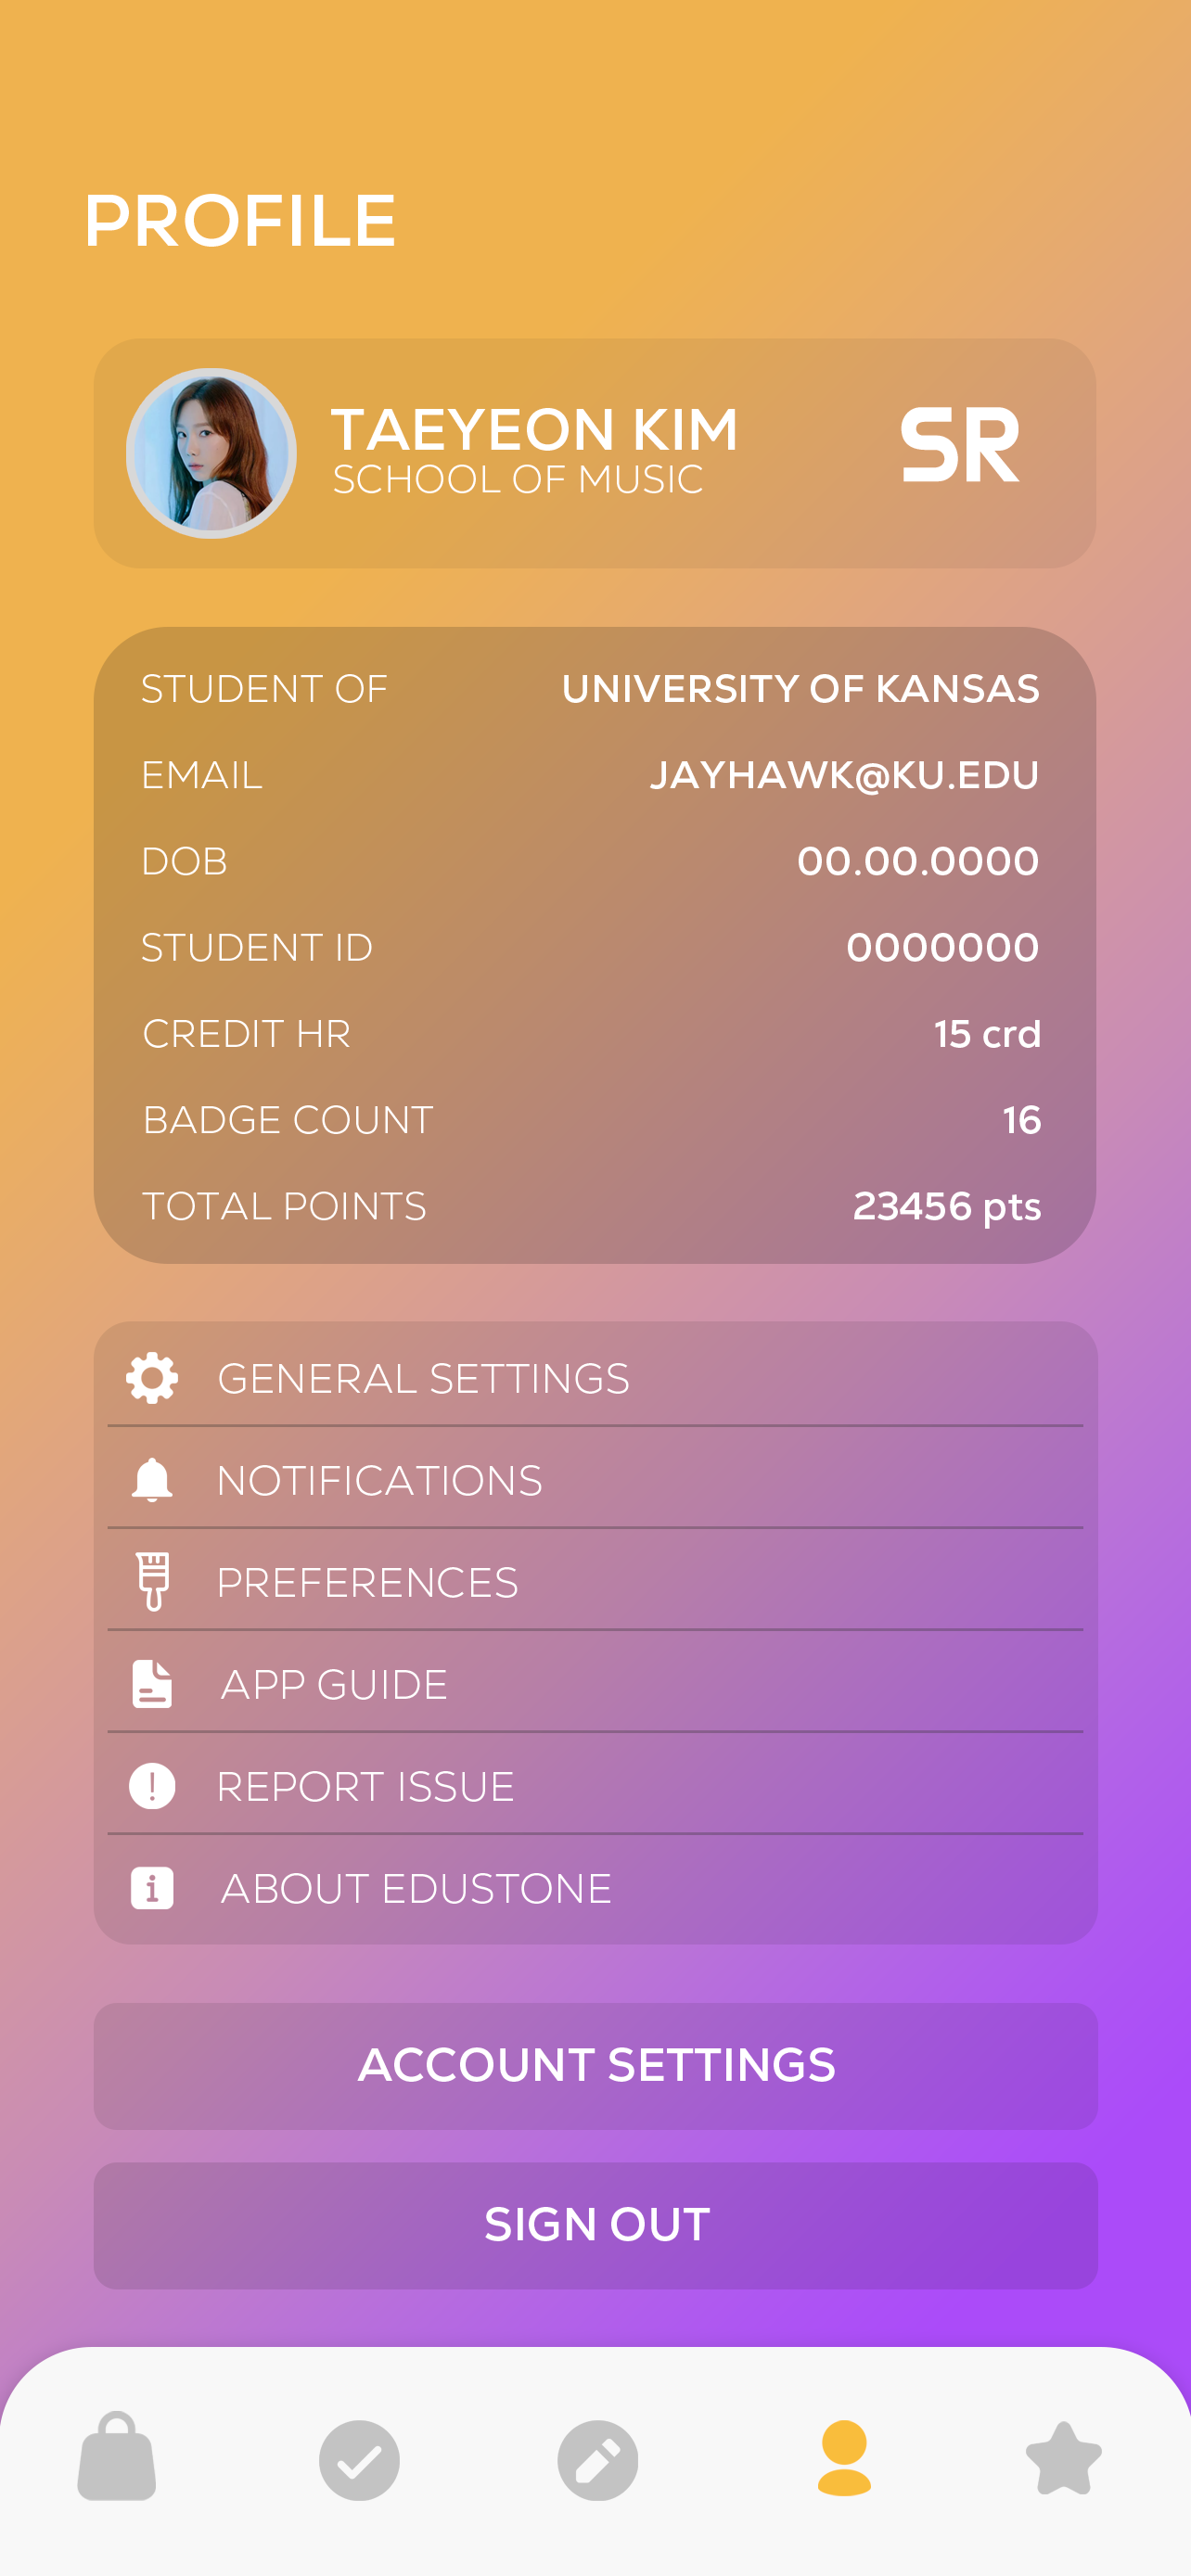 PROFILE
TAEYEON KIM
SCHOOL OF MUSIC
SR
STUDENT OF UNIVERSITY OF KANSAS
EMAIL JAYHAWK@KU.EDU
DOB 00.00.0000
STUDENT ID 0000000
CREDIT HR 15 crd
BADGE COUNT 16
TOTAL POINTS 23456 pts
GENERAL SETTINGS
NOTIFICATIONS
PREFERENCES
APP GUIDE
REPORT ISSUE
ABOUT EDUSTONE
ACCOUNT SETTINGS
SIGN OUT